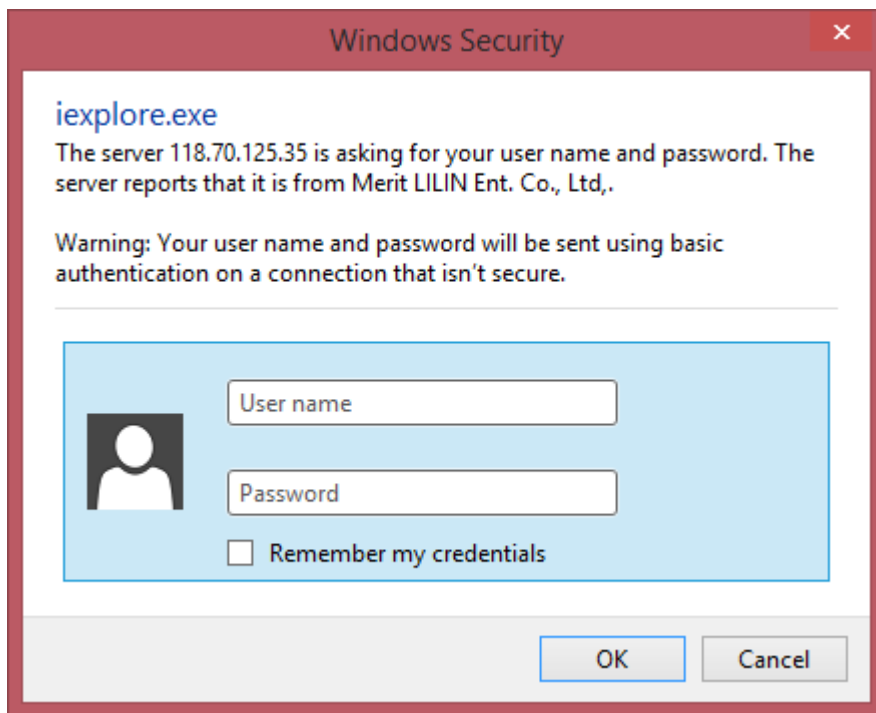 Windows Security
iexplore.exe
The server 118.70.125.35 is asking for your user name and password. The
server reports that it is from Merit LILIN Ent. Co., Ltd,.
Warning: Your user name and password will be sent using basic
authentication on a connection that isn't secure.
User name
Password
Remember my credentials
OK
Cancel